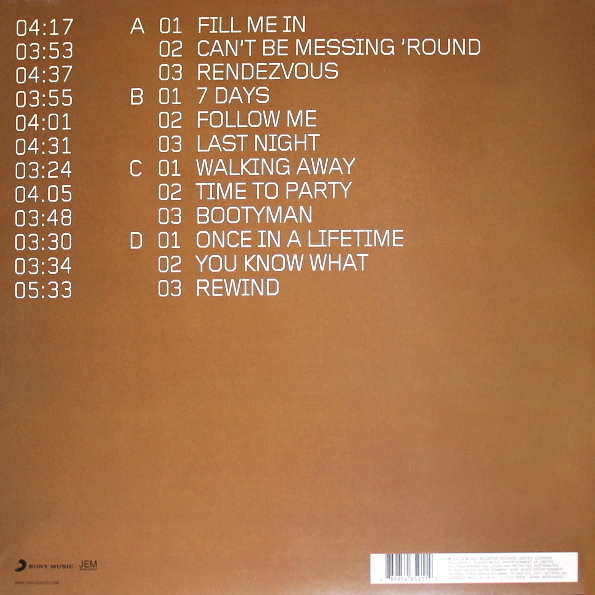 04:17 A 01 FILL ME IN
03:53 02 CAN'T BE MESSING 'ROUND
04:37 03 RENDEZVOUS
03:55 B 01 7 DAYS
04:01 02 FOLLOW ME
04:31 03 LAST NIGHT
03:24 C 01 WALKING AWAY
04.05 02 TIME TO PARTY
03:48 03 BOOTYMAN
03:30 D 01 ONCE IN A LIFETIME
03:34 02 YOU KNOW WHAT
05:33 03 REWIND
SONY MUSIC JEM